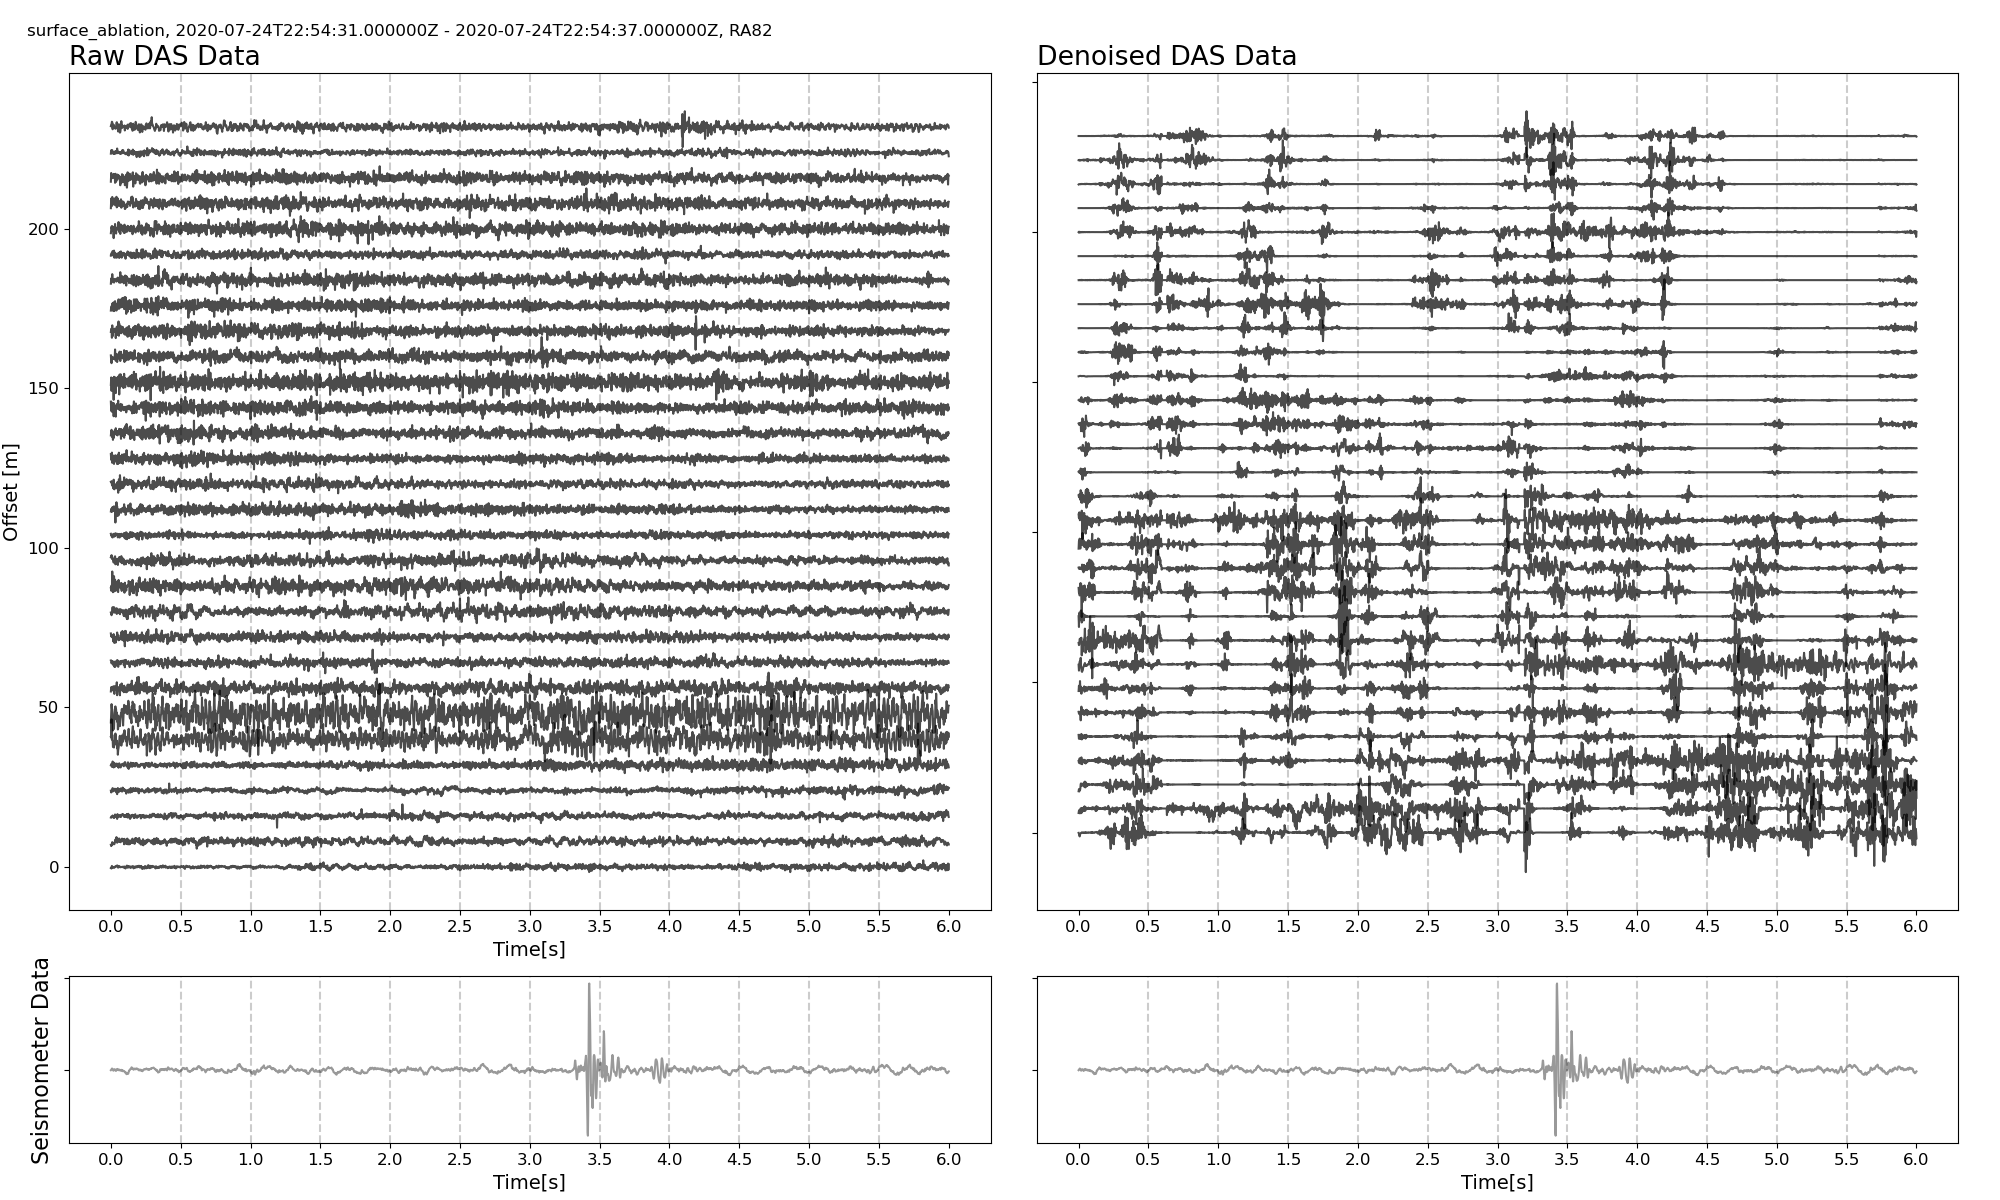 surface_ablation, 2020-07-24T22:54:31.000000Z - 2020-07-24T22:54:37.000000Z, RA82
Raw DAS Data
Denoised DAS Data
Offset [m]
200
150
100
50
0
0.0 0.5 1.0 1.5 2.0 2.5 3.0 3.5 4.0 4.5 5.0 5.5 6.0
Time[s]
0.0 0.5 1.0 1.5 2.0 2.5 3.0 3.5 4.0 4.5 5.0 5.5 6.0
Seismometer Data
0.0 0.5 1.0 1.5 2.0 2.5 3.0 3.5 4.0 4.5 5.0 5.5 6.0
Time[s]
0.0 0.5 1.0 1.5 2.0 2.5 3.0 3.5 4.0 4.5 5.0 5.5 6.0
Time[s]